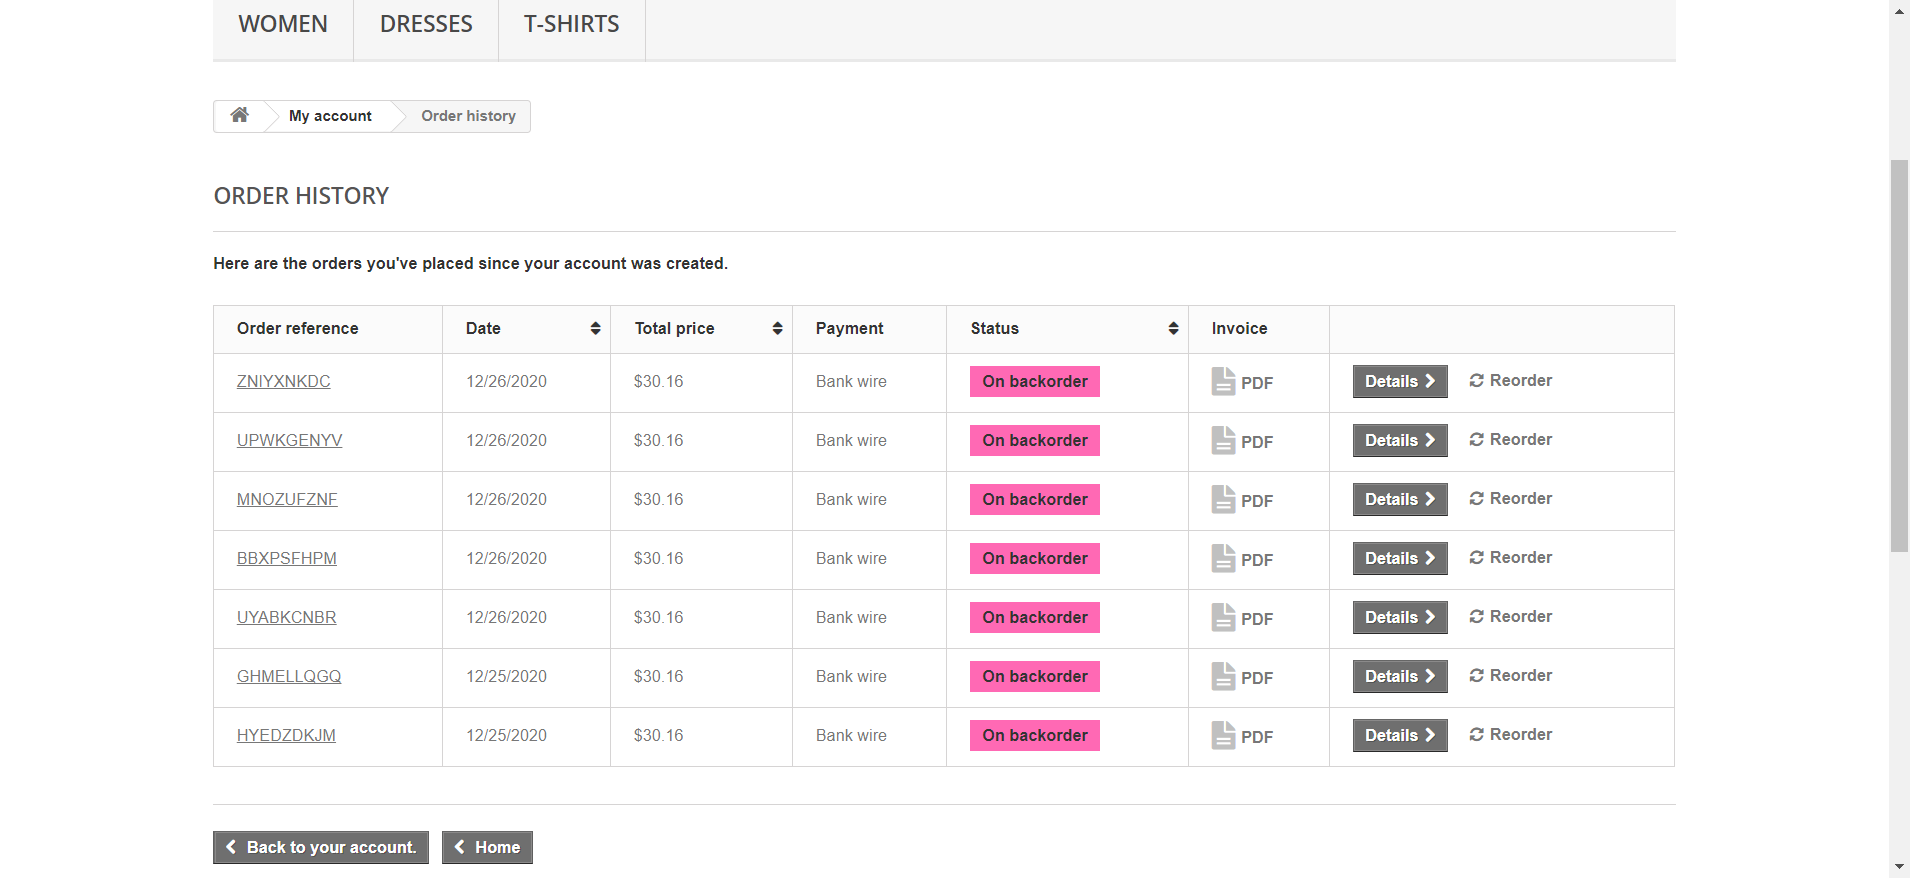 WOMEN DRESSES T-SHIRTS
My account Order history
ORDER HISTORY
Here are the orders you've placed since your account was created.
Order reference Date Total price Payment Status Invoice
ZNIYXNKDC 12/26/2020 $30.16 Bank wire On backorder PDF Details Reorder
UPWKGENYV 12/26/2020 $30.16 Bank wire On backorder PDF Details Reorder
MNOZUFZNF 12/26/2020 $30.16 Bank wire On backorder PDF Details Reorder
BBXPSFHPM 12/26/2020 $30.16 Bank wire On backorder PDF Details Reorder
UYABKCNBR 12/26/2020 $30.16 Bank wire On backorder PDF Details Reorder
GHMELLQGQ 12/25/2020 $30.16 Bank wire On backorder PDF Details Reorder
HYEDZDKJM 12/25/2020 $30.16 Bank wire On backorder PDF Details Reorder
Back to your account. Home